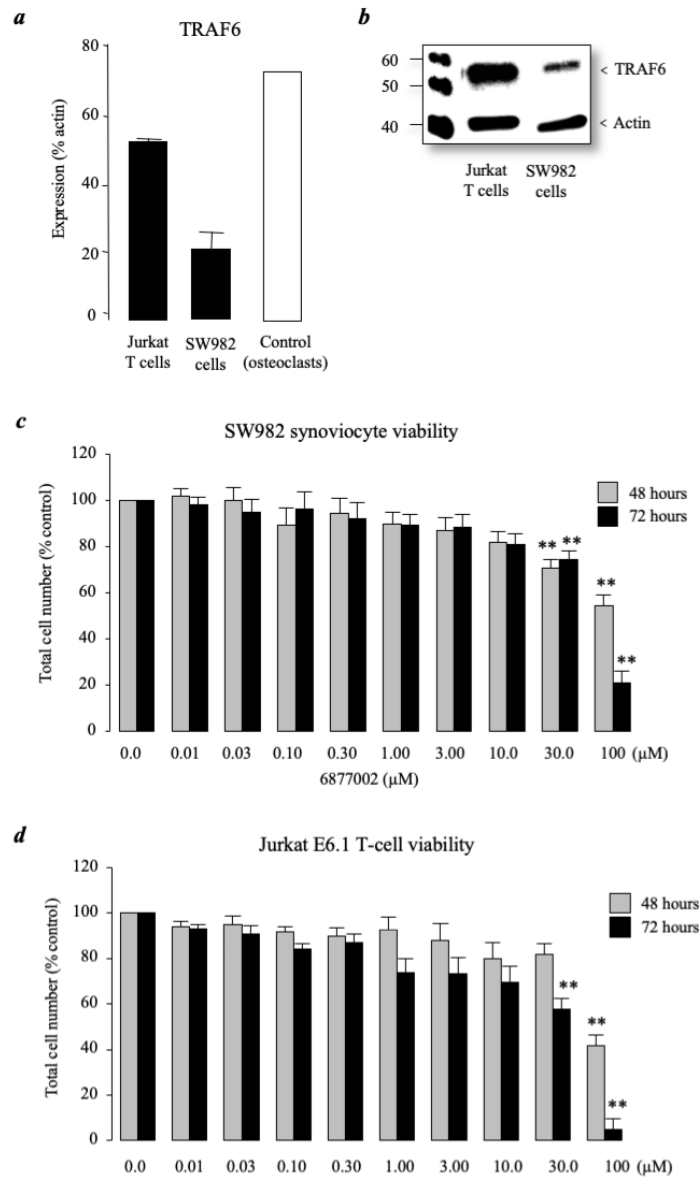 a
TRAF6
80
60
40
20
0
Expression (% actin)
Jurkat T cells
SW982 cells
Control (osteoclasts)
b
60
50
40
< TRAF6
< Actin
Jurkat T cells
SW982 cells
c
SW982 synoviocyte viability
120
100
80
60
40
20
0
Total cell number (% control)
48 hours
72 hours
** **
**
**
0.0 0.01 0.03 0.10 0.30 1.00 3.00 10.0 30.0 100 (µM)
6877002 (µM)
d
Jurkat E6.1 T-cell viability
120
100
80
60
40
20
0
Total cell number (% control)
48 hours
72 hours
**
**
**
0.0 0.01 0.03 0.10 0.30 1.00 3.00 10.0 30.0 100 (µM)